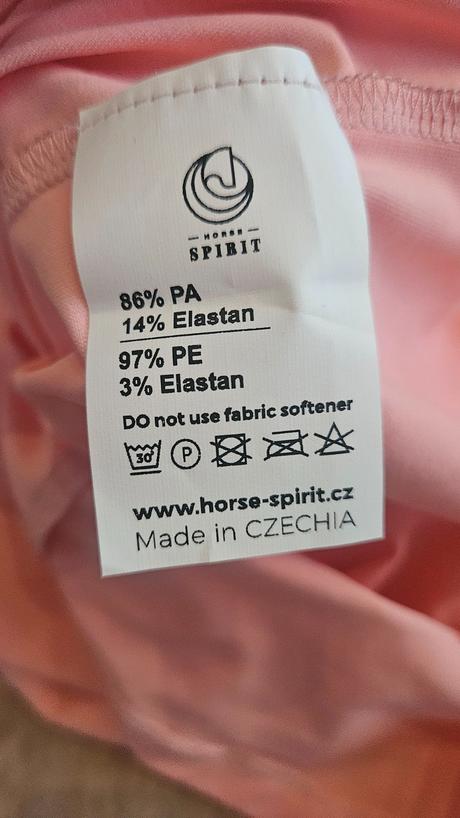 HORSE
SPIRIT
86% PA
14% Elastan
97% PE
3% Elastan
DO not use fabric softener
30°
P
www.horse-spirit.cz
Made in CZECHIA